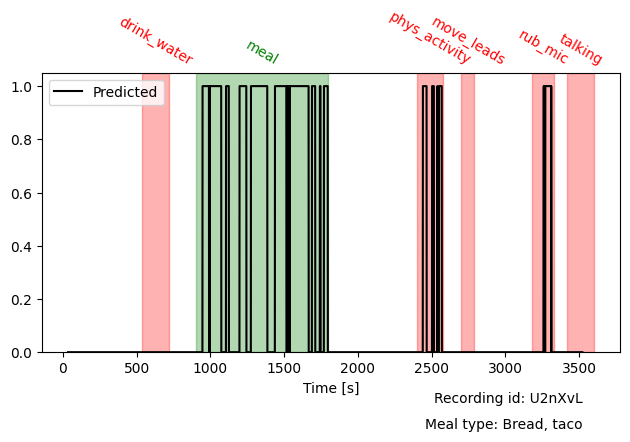 drink_water
meal
phys_activity
move_leads
rub_mic
talking
Predicted
1.0
0.8
0.6
0.4
0.2
0.0
0 500 1000 1500 2000 2500 3000 3500
Time [s]
Recording id: U2nXvL
Meal type: Bread, taco